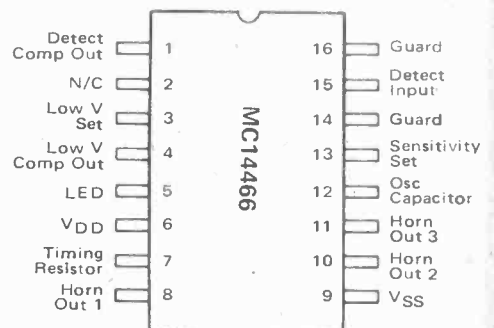 Detect
Comp Out
1
N/C
2
Low V
Set
3
Low V
Comp Out
4
LED
5
VDD
6
Timing
Resistor
7
Horn
Out 1
8
MC14466
16
Guard
15
Detect
Input
14
Guard
13
Sensitivity
Set
12
Osc
Capacitor
11
Horn
Out 3
10
Horn
Out 2
9
VSS